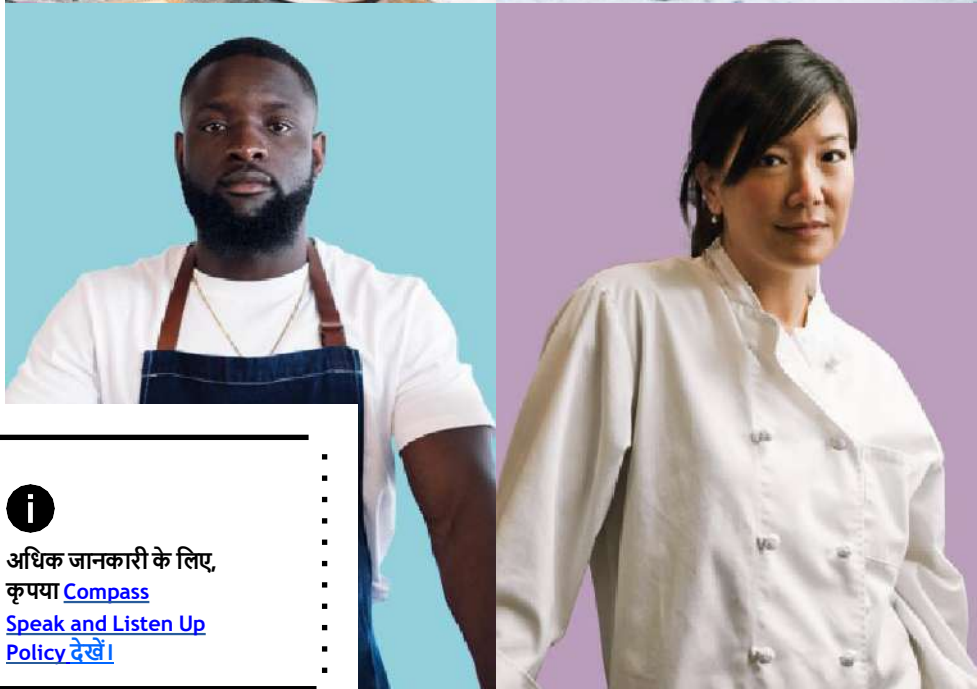 अधिक जानकारी के लिए,
कृपया Compass
Speak and Listen Up
Policy देखें।